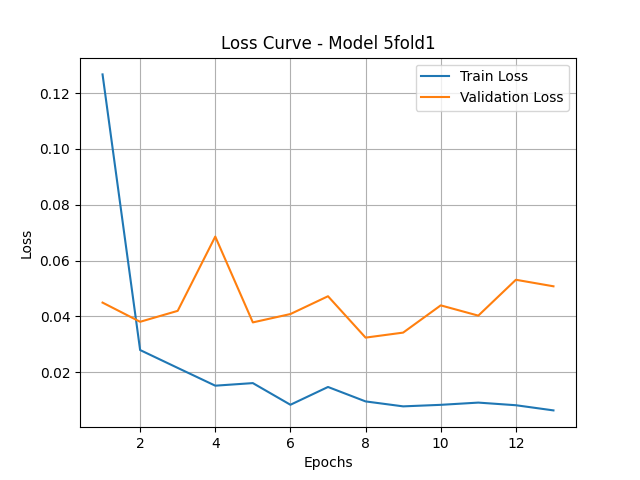 Loss Curve - Model 5fold1
Train Loss
Validation Loss
0.12
0.10
0.08
0.06
0.04
0.02
Loss
2 4 6 8 10 12
Epochs